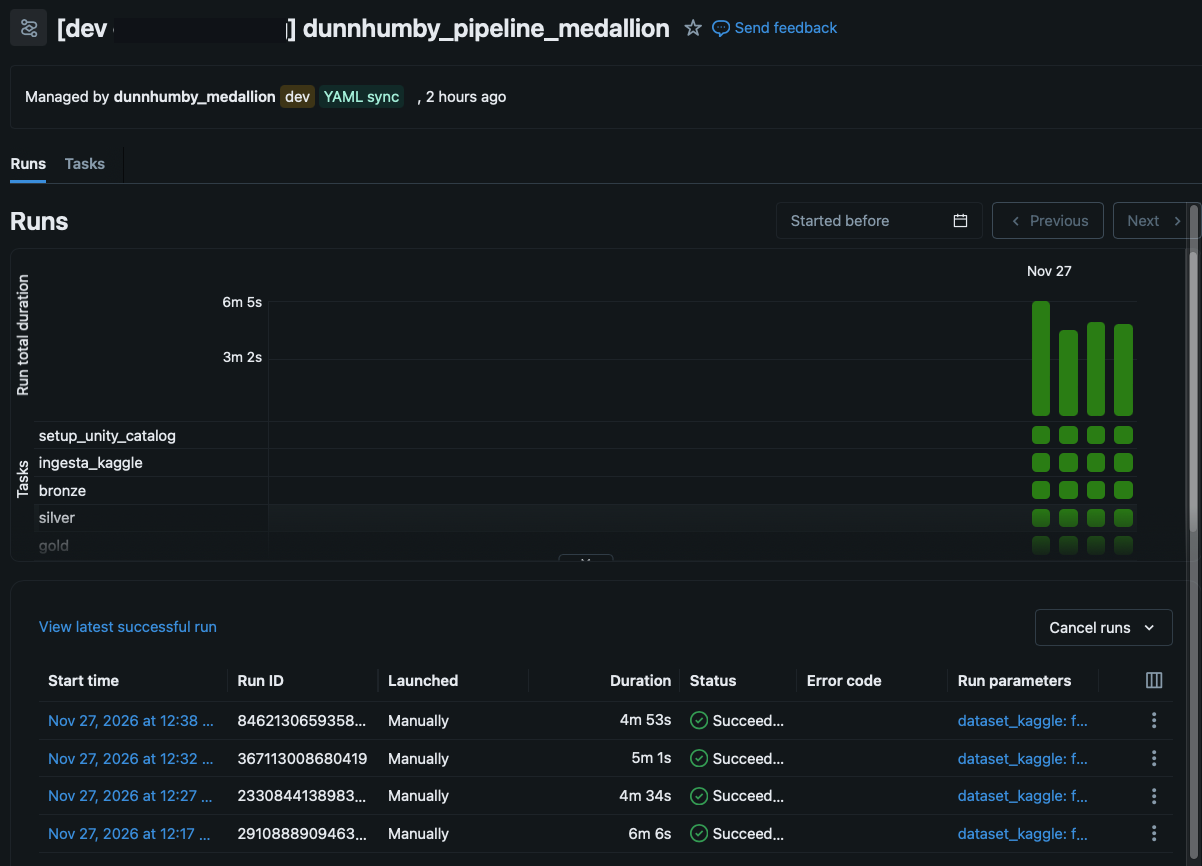 [dev ] dunnhumby_pipeline_medallion Send feedback
Managed by dunnhumby_medallion dev YAML sync , 2 hours ago
Runs Tasks
Runs
Started before Previous Next
Nov 27
Run total duration
6m 5s
3m 2s
Tasks
setup_unity_catalog
ingesta_kaggle
bronze
silver
gold
View latest successful run
Cancel runs
Start time Run ID Launched Duration Status Error code Run parameters
Nov 27, 2026 at 12:38 ... 8462130659358... Manually 4m 53s Succeed... dataset_kaggle: f...
Nov 27, 2026 at 12:32 ... 367113008680419 Manually 5m 1s Succeed... dataset_kaggle: f...
Nov 27, 2026 at 12:27 ... 2330844138983... Manually 4m 34s Succeed... dataset_kaggle: f...
Nov 27, 2026 at 12:17 ... 2910888909463... Manually 6m 6s Succeed... dataset_kaggle: f...